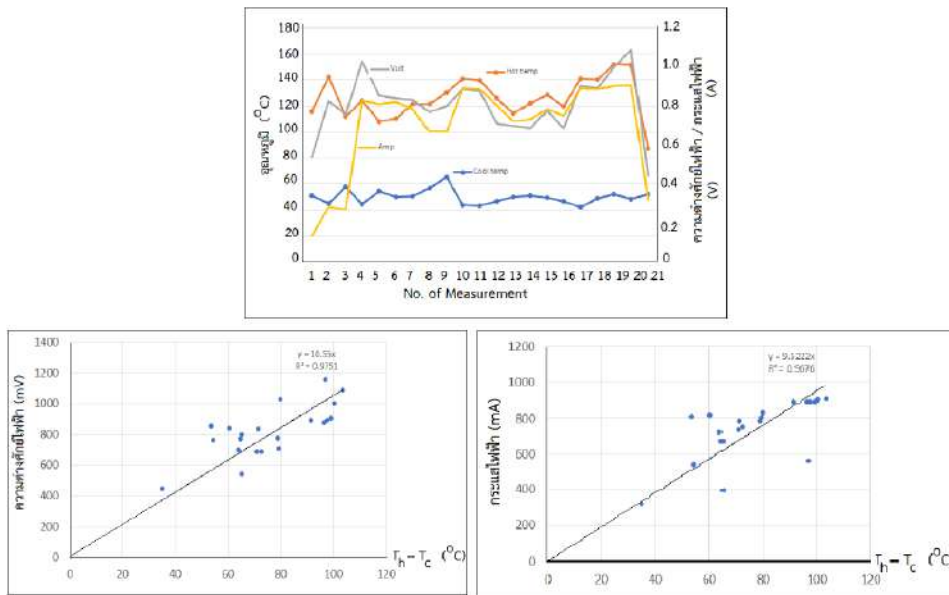 180
160
140
120
100
80
60
40
20
0
อุณหภูมิ (°C)
Volt
Hot temp
Amp
Cool temp
1.2
1.0
0.8
0.6
0.4
0.2
0
ความต่างศักย์ไฟฟ้า / กระแสไฟฟ้า
(V)
(A)
1 2 3 4 5 6 7 8 9 10 11 12 13 14 15 16 17 18 19 20 21
No. of Measurement
1400
1200
1000
800
600
400
200
0
ความต่างศักย์ไฟฟ้า (mV)
R² = 0.9751
0 20 40 60 80 100 120
T_h – T_c (°C)
1200
1000
800
600
400
200
0
กระแสไฟฟ้า (mA)
0 20 40 60 80 100 120
T_h – T_c (°C)